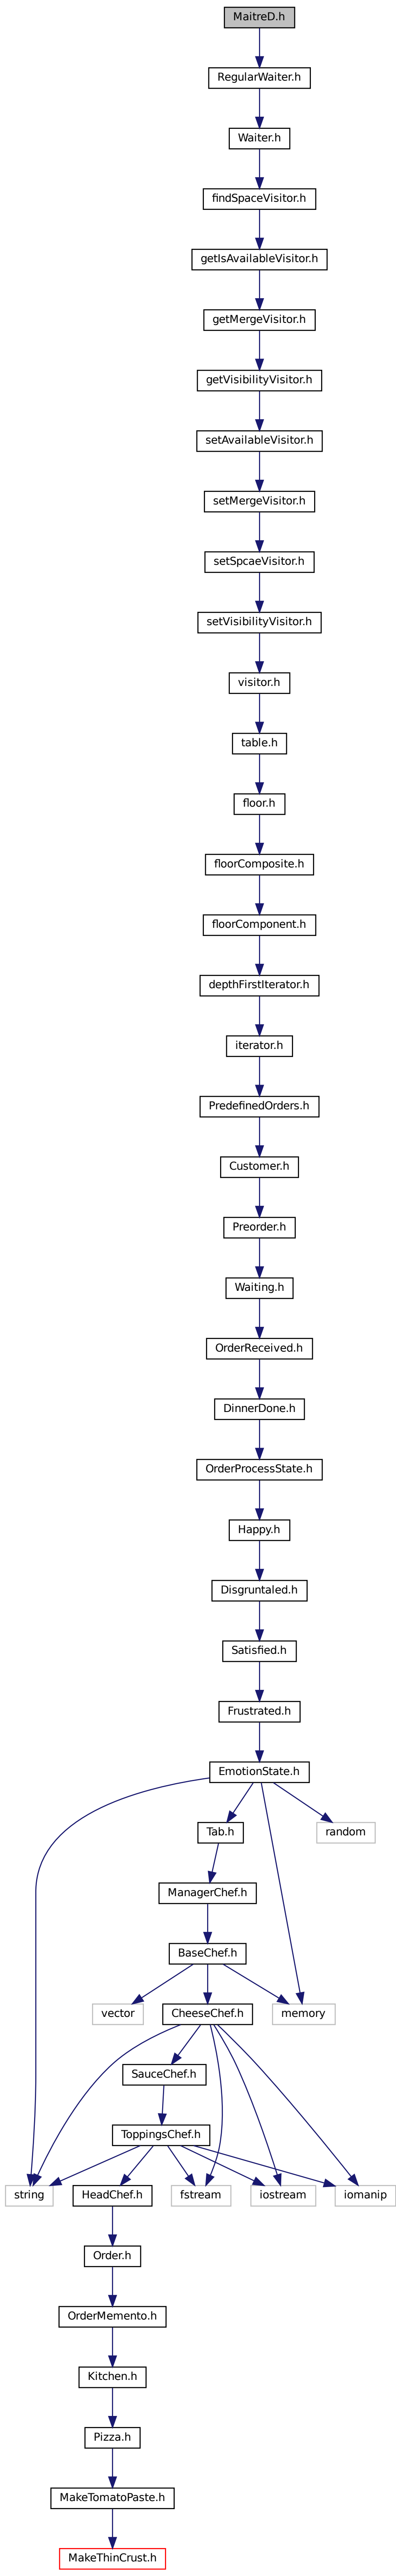 MaitreD.h
RegularWaiter.h
Waiter.h
findSpaceVisitor.h
getIsAvailableVisitor.h
getMergeVisitor.h
getVisibilityVisitor.h
setAvailableVisitor.h
setMergeVisitor.h
setSpcaeVisitor.h
setVisibilityVisitor.h
visitor.h
table.h
floor.h
floorComposite.h
floorComponent.h
depthFirstIterator.h
iterator.h
PredefinedOrders.h
Customer.h
Preorder.h
Waiting.h
OrderReceived.h
DinnerDone.h
OrderProcessState.h
Happy.h
Disgruntaled.h
Satisfied.h
Frustrated.h
EmotionState.h
Tab.h
random
ManagerChef.h
BaseChef.h
vector
CheeseChef.h
memory
SauceChef.h
ToppingsChef.h
string
HeadChef.h
fstream
iostream
iomanip
Order.h
OrderMemento.h
Kitchen.h
Pizza.h
MakeTomatoPaste.h
MakeThinCrust.h